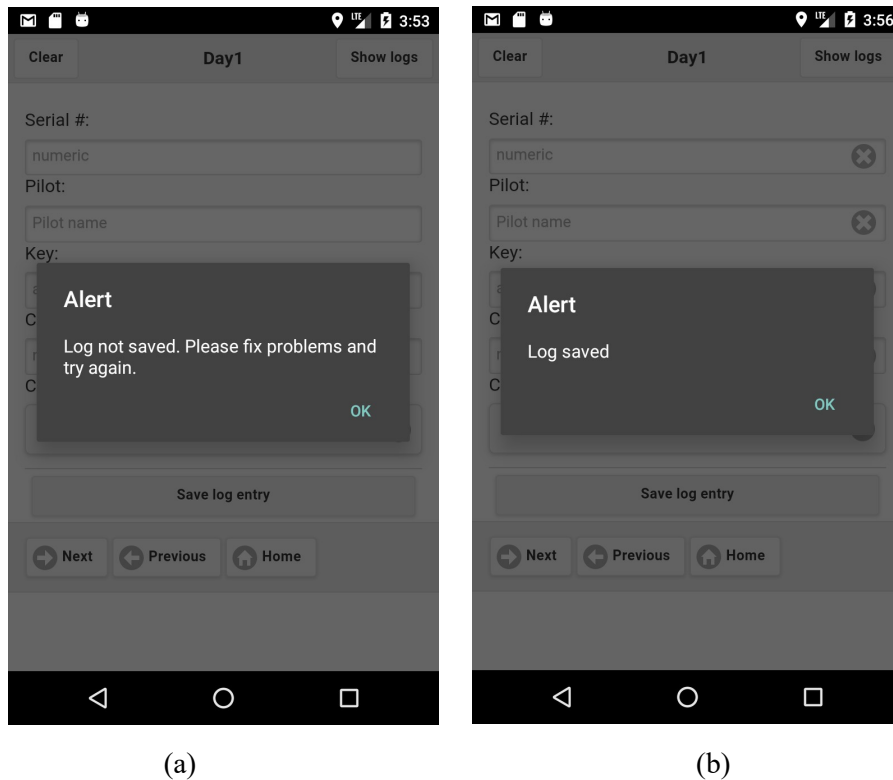 LTE 3:53
Clear Day1 Show logs
Serial #:
numeric
Pilot:
Pilot name
Key:
a
C
Alert
Log not saved. Please fix problems and
try again.
OK
C
Save log entry
Next Previous Home
(a)
LTE 3:56
Clear Day1 Show logs
Serial #:
numeric
Pilot:
Pilot name
Key:
C
Alert
Log saved
OK
C
Save log entry
Next Previous Home
(b)